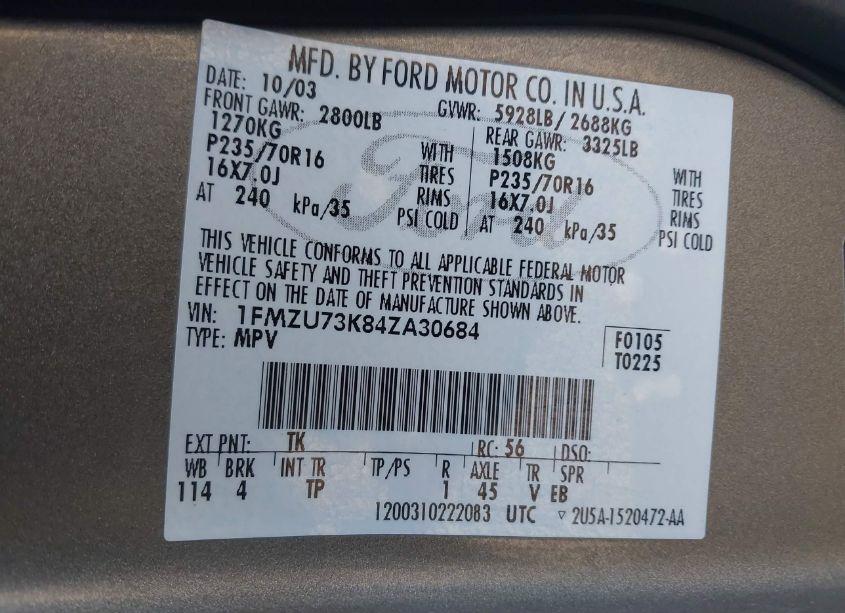 MFD. BY FORD MOTOR CO. IN U.S.A.
DATE: 10/03 GVWR: 5928LB/ 2688KG
FRONT GAWR: 2800LB REAR GAWR: 3325LB
1270KG WITH 1508KG WITH
P235/70R16 TIRES P235/70R16 TIRES
16X7.0J RIMS 16X7.0J RIMS
AT 240 kPa/35 PSI COLD AT 240 kPa/35 PSI COLD
Ford
THIS VEHICLE CONFORMS TO ALL APPLICABLE FEDERAL MOTOR
VEHICLE SAFETY AND THEFT PREVENTION STANDARDS IN
EFFECT ON THE DATE OF MANUFACTURE SHOWN ABOVE.
VIN: 1FMZU73K84ZA30684
TYPE: MPV
F0105
T0225
EXT PNT: TK RC: 56 DSO:
WB BRK INT TR TP/PS R AXLE TR SPR
114 4 TP 1 45 V EB
1200310222083 UTC ▽ 2U5A-1520472-AA